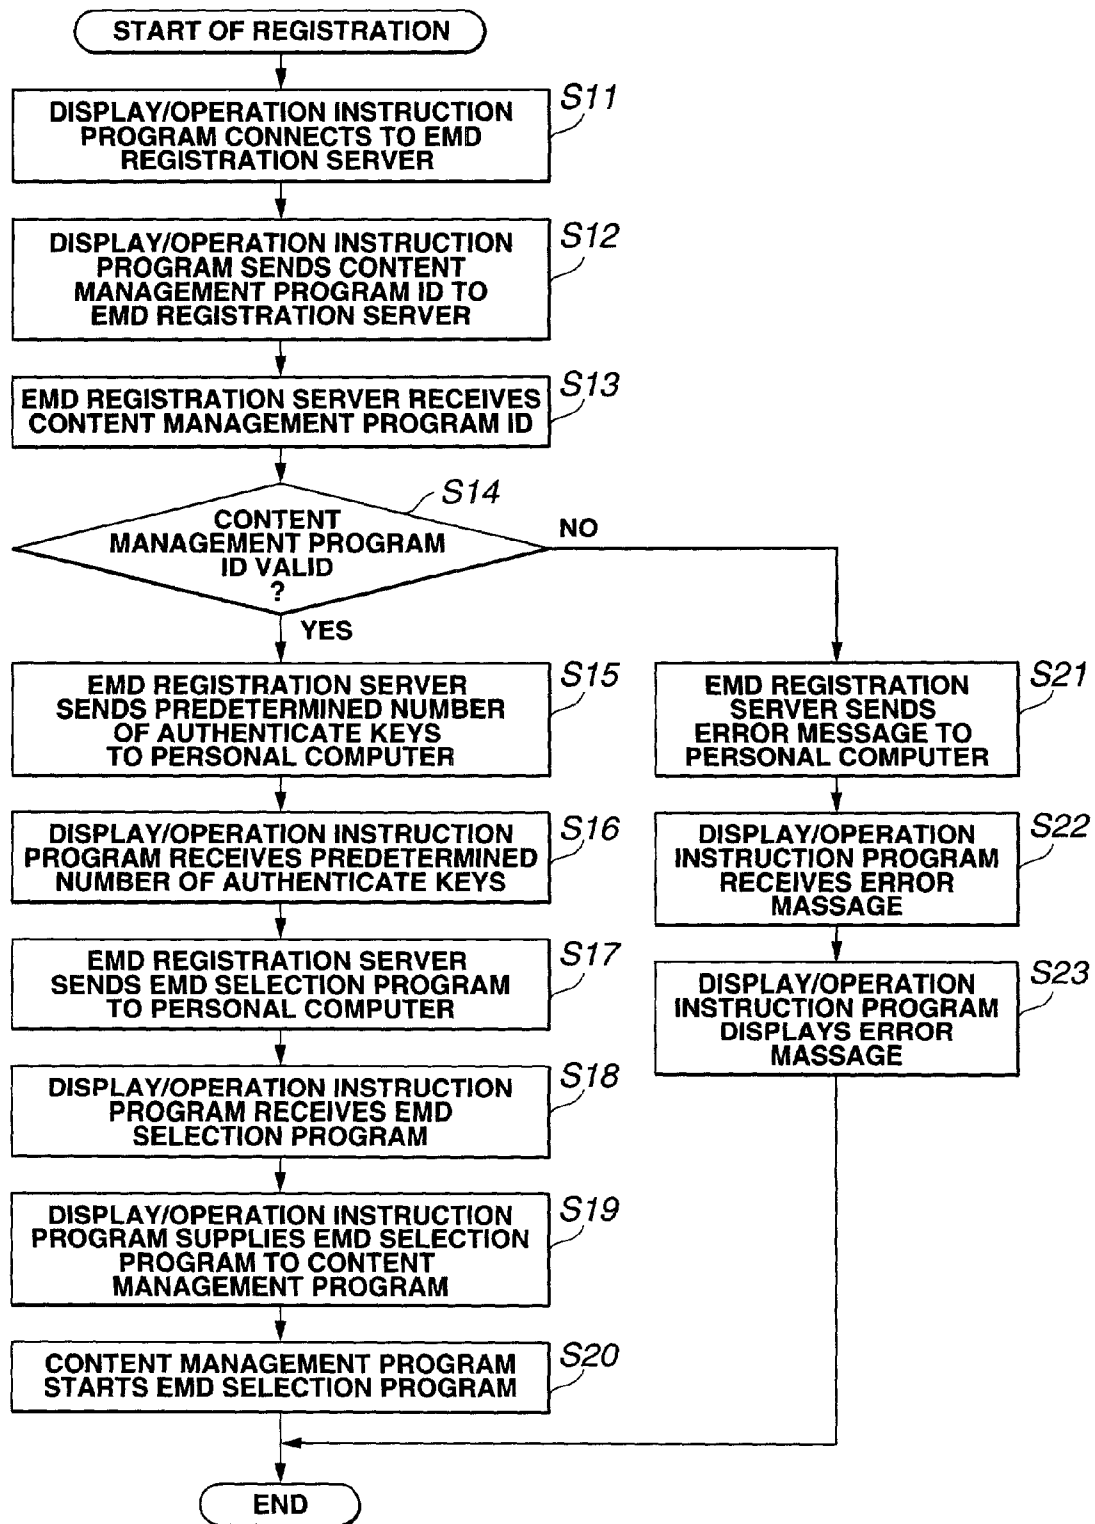 START OF REGISTRATION
S11
DISPLAY/OPERATION INSTRUCTION
PROGRAM CONNECTS TO EMD
REGISTRATION SERVER
S12
DISPLAY/OPERATION INSTRUCTION
PROGRAM SENDS CONTENT
MANAGEMENT PROGRAM ID TO
EMD REGISTRATION SERVER
S13
EMD REGISTRATION SERVER RECEIVES
CONTENT MANAGEMENT PROGRAM ID
S14
CONTENT
MANAGEMENT PROGRAM
ID VALID
?
NO
YES
S15
EMD REGISTRATION SERVER
SENDS PREDETERMINED NUMBER
OF AUTHENTICATE KEYS
TO PERSONAL COMPUTER
S16
DISPLAY/OPERATION INSTRUCTION
PROGRAM RECEIVES PREDETERMINED
NUMBER OF AUTHENTICATE KEYS
S17
EMD REGISTRATION SERVER
SENDS EMD SELECTION PROGRAM
TO PERSONAL COMPUTER
S18
DISPLAY/OPERATION INSTRUCTION
PROGRAM RECEIVES EMD
SELECTION PROGRAM
S19
DISPLAY/OPERATION INSTRUCTION
PROGRAM SUPPLIES EMD SELECTION
PROGRAM TO CONTENT
MANAGEMENT PROGRAM
S20
CONTENT MANAGEMENT PROGRAM
STARTS EMD SELECTION PROGRAM
S21
EMD REGISTRATION
SERVER SENDS
ERROR MESSAGE TO
PERSONAL COMPUTER
S22
DISPLAY/OPERATION
INSTRUCTION PROGRAM
RECEIVES ERROR
MASSAGE
S23
DISPLAY/OPERATION
INSTRUCTION PROGRAM
DISPLAYS ERROR
MASSAGE
END